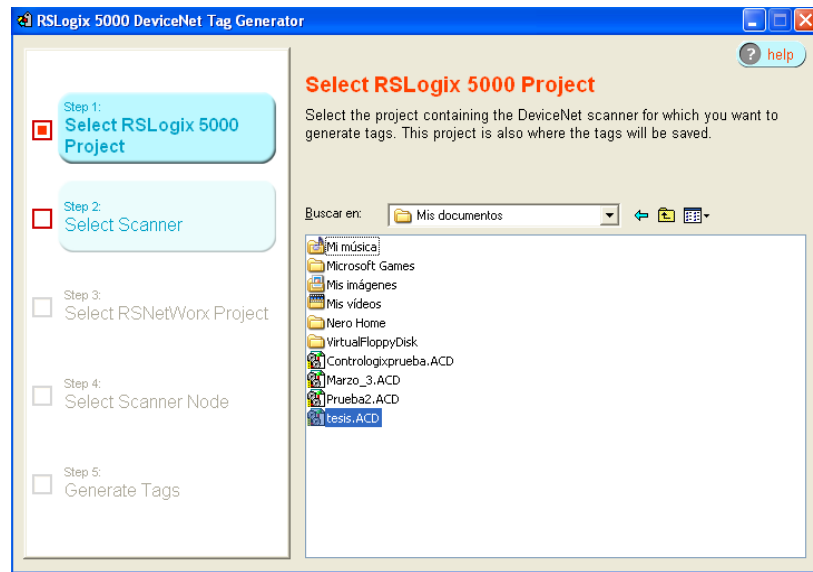 RSLogix 5000 DeviceNet Tag Generator
help
Step 1:
Select RSLogix 5000
Project
Step 2:
Select Scanner
Step 3:
Select RSNetWorx Project
Step 4:
Select Scanner Node
Step 5:
Generate Tags
Select RSLogix 5000 Project
Select the project containing the DeviceNet scanner for which you want to
generate tags. This project is also where the tags will be saved.
Buscar en:
Mis documentos
Mi música
Microsoft Games
Mis imágenes
Mis vídeos
Nero Home
VirtualFloppyDisk
Contrologixprueba.ACD
Marzo_3.ACD
Prueba2.ACD
tesis.ACD